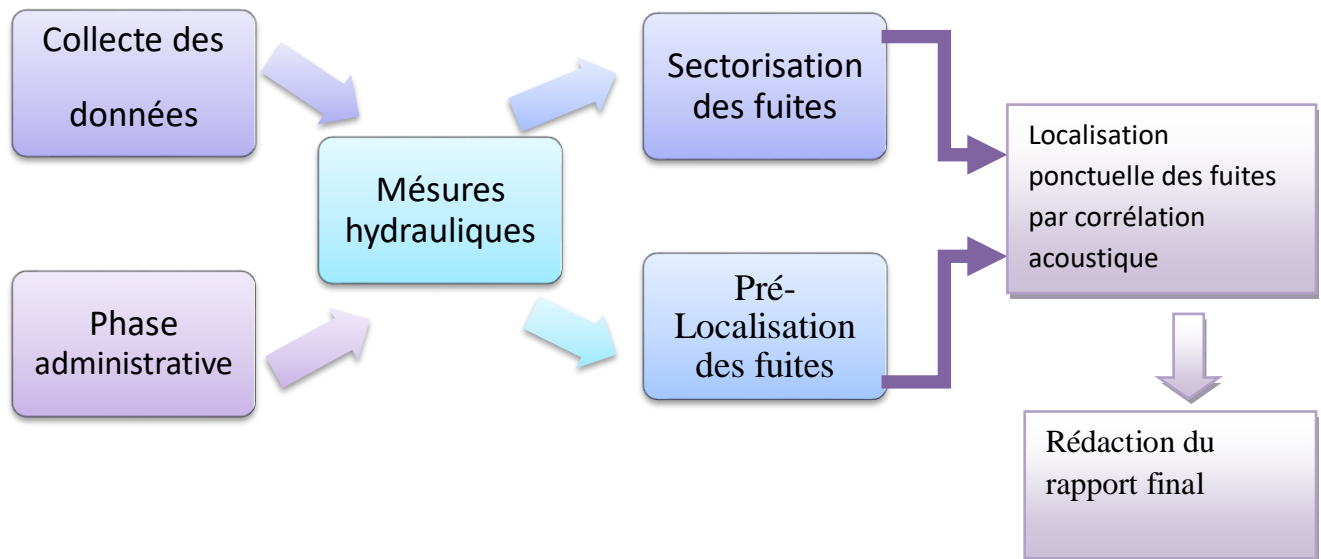 Collecte des
données
Phase
administrative
Mésures
hydrauliques
Sectorisation
des fuites
Pré-
Localisation
des fuites
Localisation
ponctuelle des fuites
par corrélation
acoustique
Rédaction du
rapport final